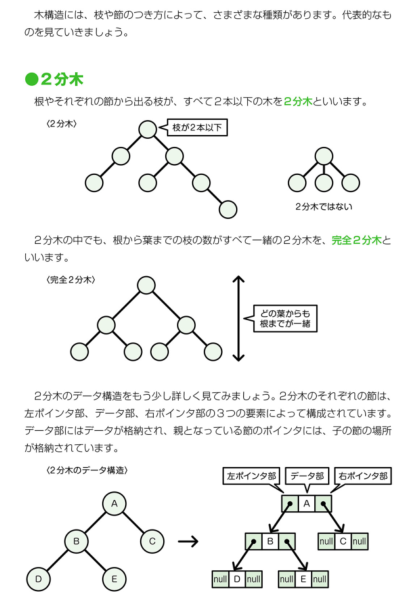 木構造には、枝や節のつき方によって、さまざまな種類があります。代表的なも
のを見ていきましょう。
●2分木
根やそれぞれの節から出る枝が、すべて2本以下の木を2分木といいます。
〈2分木〉
枝が2本以下
2分木ではない
2分木の中でも、根から葉までの枝の数がすべて一緒の2分木を、完全2分木と
いいます。
〈完全2分木〉
どの葉からも
根までが一緒
2分木のデータ構造をもう少し詳しく見てみましょう。2分木のそれぞれの節は、
左ポインタ部、データ部、右ポインタ部の3つの要素によって構成されています。
データ部にはデータが格納され、親となっている節のポインタには、子の節の場所
が格納されています。
〈2分木のデータ構造〉
左ポインタ部 データ部 右ポインタ部
A
B C
D E
A
B null C null
null D null null E null